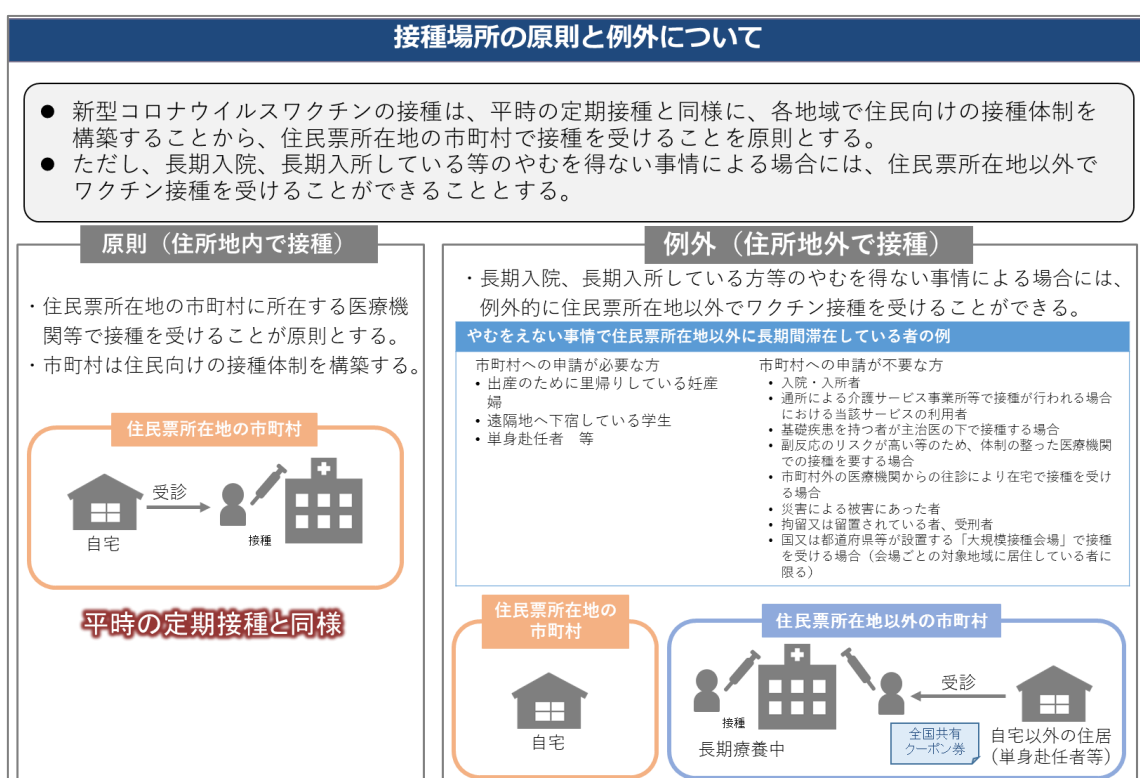 接種場所の原則と例外について
● 新型コロナウイルスワクチンの接種は、平時の定期接種と同様に、各地域で住民向けの接種体制を
構築することから、住民票所在地の市町村で接種を受けることを原則とする。
● ただし、長期入院、長期入所している等のやむを得ない事情による場合には、住民票所在地以外で
ワクチン接種を受けることができることとする。
原則（住所地内で接種）
・住民票所在地の市町村に所在する医療機
関等で接種を受けることが原則とする。
・市町村は住民向けの接種体制を構築する。
住民票所在地の市町村
受診
自宅
接種
平時の定期接種と同様
例外（住所地外で接種）
・長期入院、長期入所している方等のやむを得ない事情による場合には、
例外的に住民票所在地以外でワクチン接種を受けることができる。
やむをえない事情で住民票所在地以外に長期間滞在している者の例
市町村への申請が必要な方
• 出産のために里帰りしている妊産
婦
• 遠隔地へ下宿している学生
• 単身赴任者　等
市町村への申請が不要な方
• 入院・入所者
• 通所による介護サービス事業所等で接種が行われる場合
における当該サービスの利用者
• 基礎疾患を持つ者が主治医の下で接種する場合
• 副反応のリスクが高い等のため、体制の整った医療機関
での接種を要する場合
• 市町村外の医療機関からの往診により在宅で接種を受け
る場合
• 災害による被害にあった者
• 拘留又は留置されている者、受刑者
• 国又は都道府県等が設置する「大規模接種会場」で接種
を受ける場合（会場ごとの対象地域に居住している者に
限る）
住民票所在地の
市町村
自宅
住民票所在地以外の市町村
接種
長期療養中
受診
全国共有
クーポン券
自宅以外の住居
（単身赴任者等）